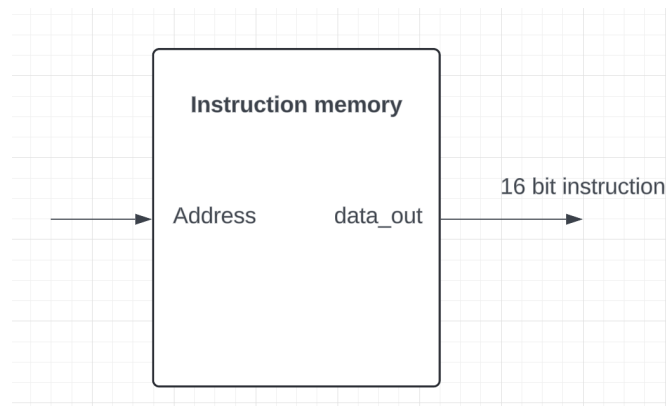 Instruction memory
16 bit instruction
Address data_out